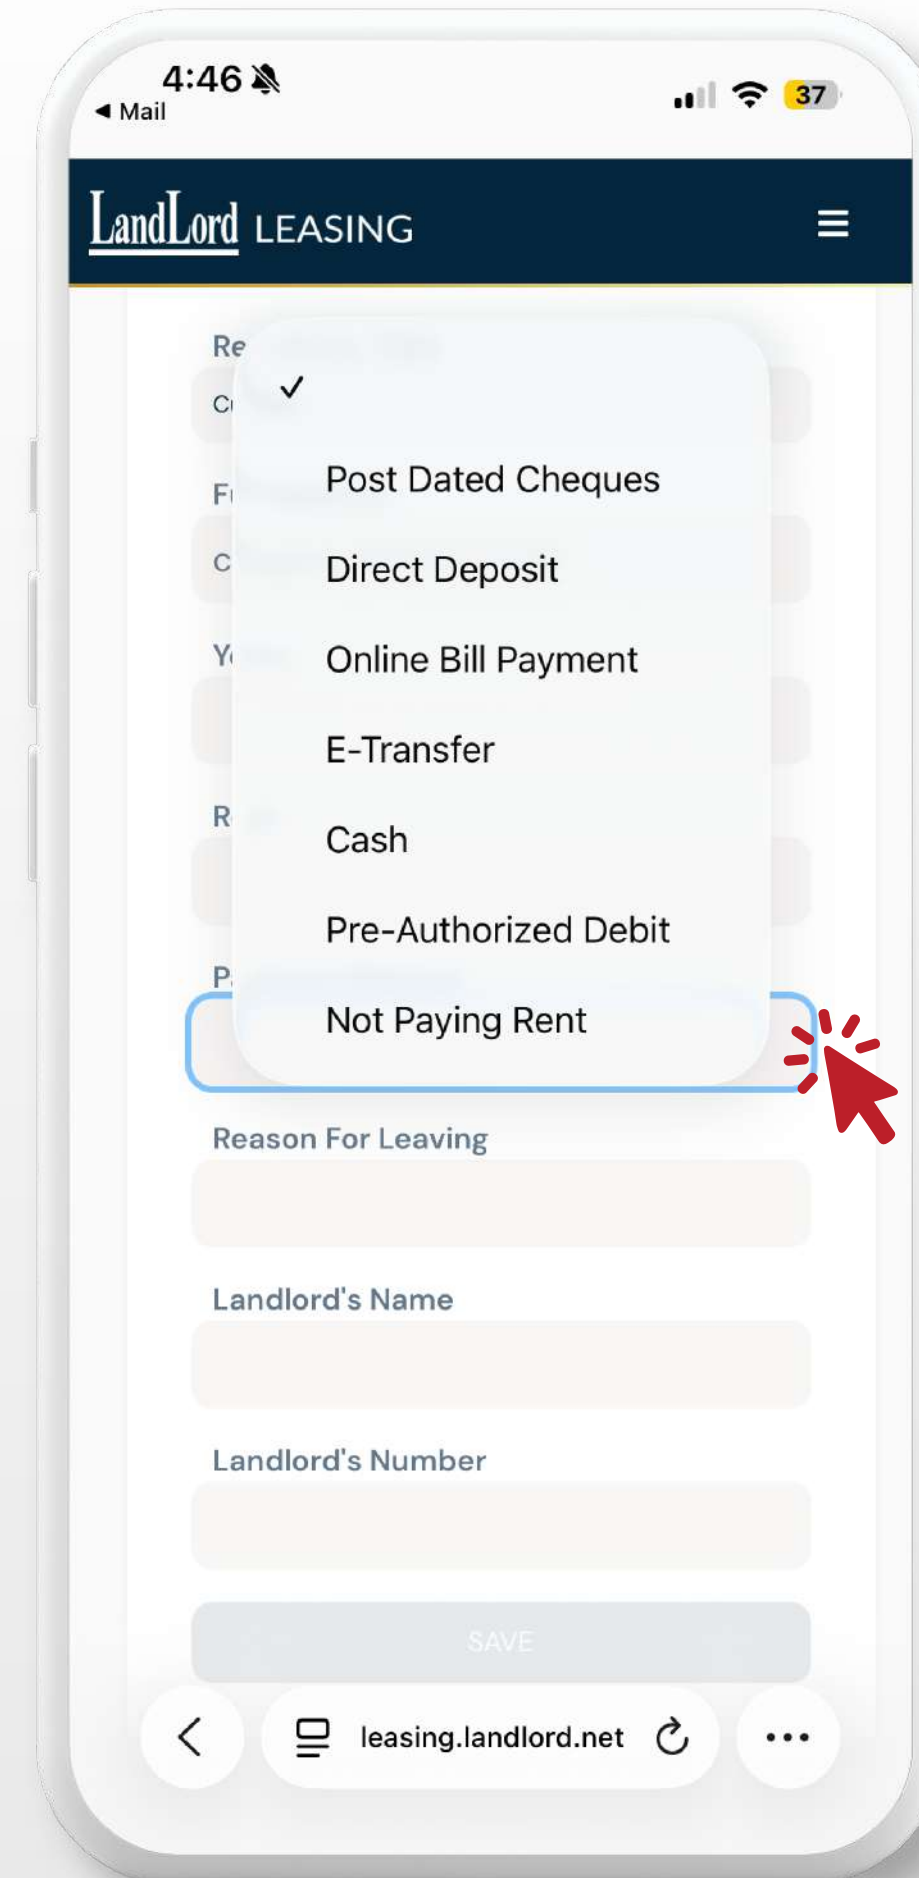 4:46
◀ Mail
37
LandLord LEASING
Re
✓
Post Dated Cheques
Direct Deposit
Online Bill Payment
E-Transfer
Cash
Pre-Authorized Debit
Not Paying Rent
Reason For Leaving
Landlord's Name
Landlord's Number
SAVE
leasing.landlord.net